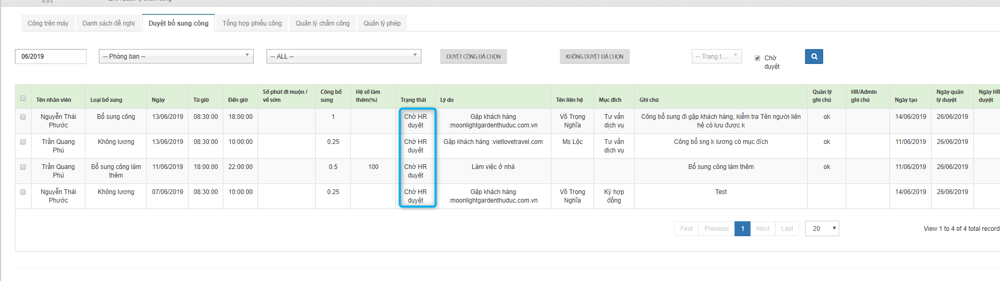 ADS
Công trên máy
Danh sách đề nghị
Duyệt bổ sung công
Tổng hợp phiếu công
Quản lý chấm công
Quản lý phép
06/2019
-- Phòng ban --
-- ALL --
DUYỆT CÔNG ĐÃ CHỌN
KHÔNG DUYỆT ĐÃ CHỌN
-- Trạng t...
Chờ
duyệt
Tên nhân viên
Loại bổ sung
Ngày
Từ giờ
Đến giờ
Số phút đi muộn /
về sớm
Công bổ
sung
Hệ số làm
thêm(%)
Trạng thái
Lý do
Tên liên hệ
Mục đích
Ghi chú
Quản lý
ghi chú
HR/Admin
ghi chú
Ngày tạo
Ngày quản
lý duyệt
Ngày HR
duyệt
Nguyễn Thái
Phước
Bổ sung công
13/06/2019
08:30:00
18:00:00
1
Chờ HR
duyệt
Gặp khách hàng
:moonlightgardenthuduc.com.vn
Võ Trọng
Nghĩa
Tư vấn
dịch vụ
Công bổ sung đi gặp khách hàng, kiểm tra Tên người liên
hệ có lưu được k
ok
14/06/2019
26/06/2019
Trần Quang
Phú
Không lương
13/06/2019
08:30:00
10:00:00
0.25
Chờ HR
duyệt
Gặp khách hàng :vietlovetravel.com
Ms Lộc
Tư vấn
dịch vụ
Công bổ sng k lương có mục đích
ok
11/06/2019
26/06/2019
Trần Quang
Phú
Bổ sung công làm
thêm
11/06/2019
18:00:00
22:00:00
0.5
100
Chờ HR
duyệt
Làm việc ở nhà
Bổ sung công làm thêm
ok
11/06/2019
26/06/2019
Nguyễn Thái
Phước
Không lương
07/06/2019
08:30:00
10:00:00
0.25
Chờ HR
duyệt
Gặp khách hàng
:moonlightgardenthuduc.com.vn
Võ Trọng
Nghĩa
Ký hợp
đồng
Test
14/06/2019
26/06/2019
First
Previous
1
Next
Last
20
View 1 to 4 of 4 total record